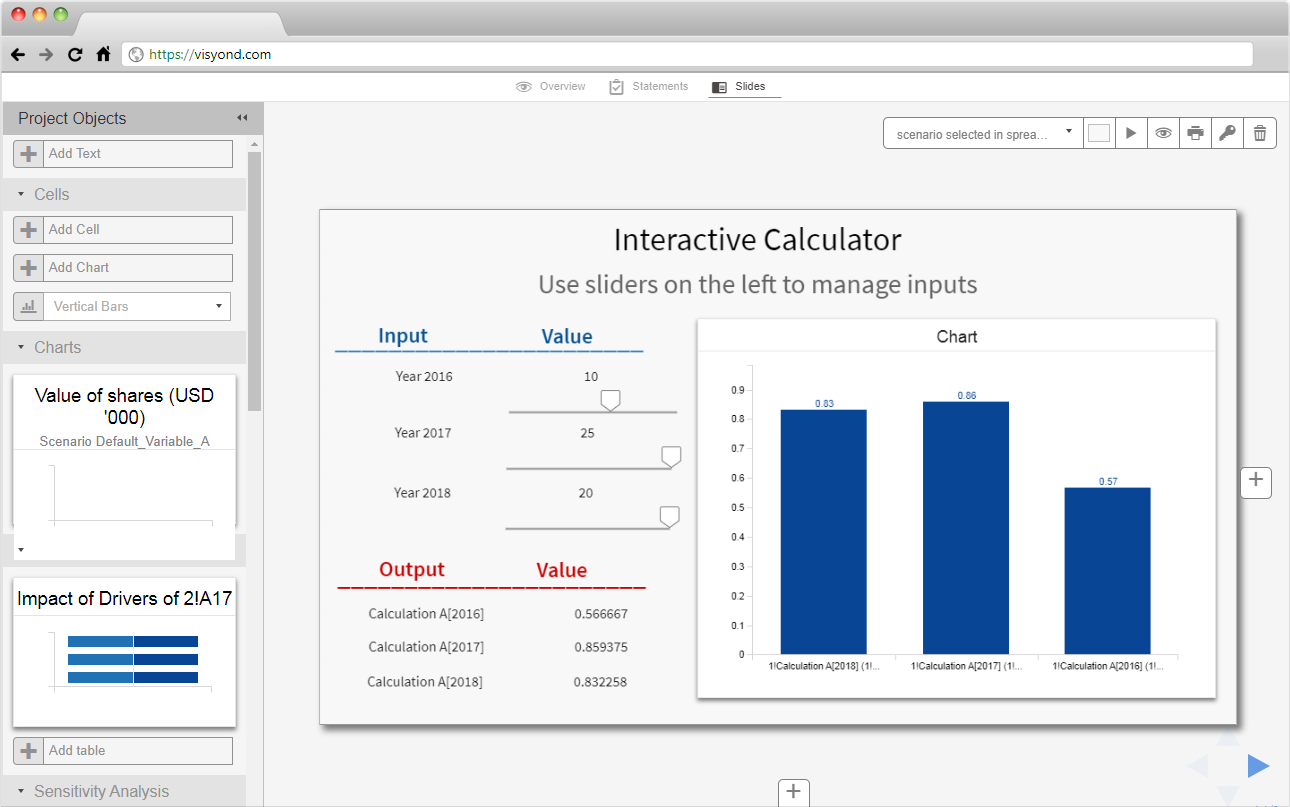 https://visyond.com
Overview
Statements
Slides
Project Objects
Add Text
Cells
Add Cell
Add Chart
Vertical Bars
Charts
Value of shares (USD
'000)
Scenario Default_Variable_A
Impact of Drivers of 2!A17
Add table
Sensitivity Analysis
scenario selected in sprea...
Interactive Calculator
Use sliders on the left to manage inputs
Input Value
Year 2016 10
Year 2017 25
Year 2018 20
Output Value
Calculation A[2016] 0.566667
Calculation A[2017] 0.859375
Calculation A[2018] 0.832258
Chart
0.9
0.8
0.7
0.6
0.5
0.4
0.3
0.2
0.1
0
0.83
0.86
0.57
1!Calculation A[2018] (1!...
1!Calculation A[2017] (1!...
1!Calculation A[2016] (1!...